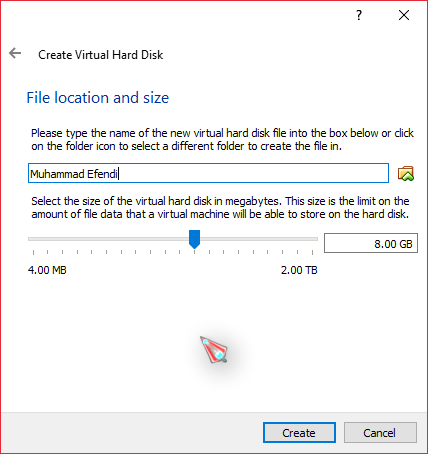 ?
Create Virtual Hard Disk
File location and size
Please type the name of the new virtual hard disk file into the box below or click
on the folder icon to select a different folder to create the file in.
Muhammad Efendi
Select the size of the virtual hard disk in megabytes. This size is the limit on the
amount of file data that a virtual machine will be able to store on the hard disk.
8.00 GB
4.00 MB 2.00 TB
Create Cancel